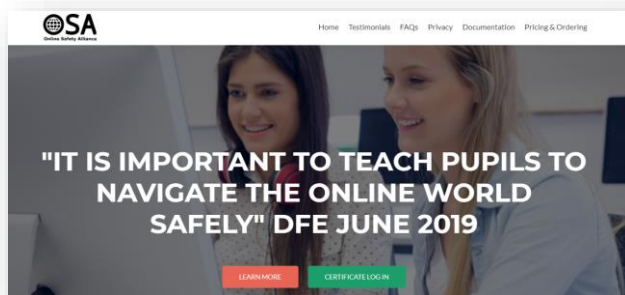 OSA
Online Safety Alliance
Home Testimonials FAQs Privacy Documentation Pricing & Ordering
"IT IS IMPORTANT TO TEACH PUPILS TO
NAVIGATE THE ONLINE WORLD
SAFELY" DFE JUNE 2019
LEARN MORE CERTIFICATE LOG IN